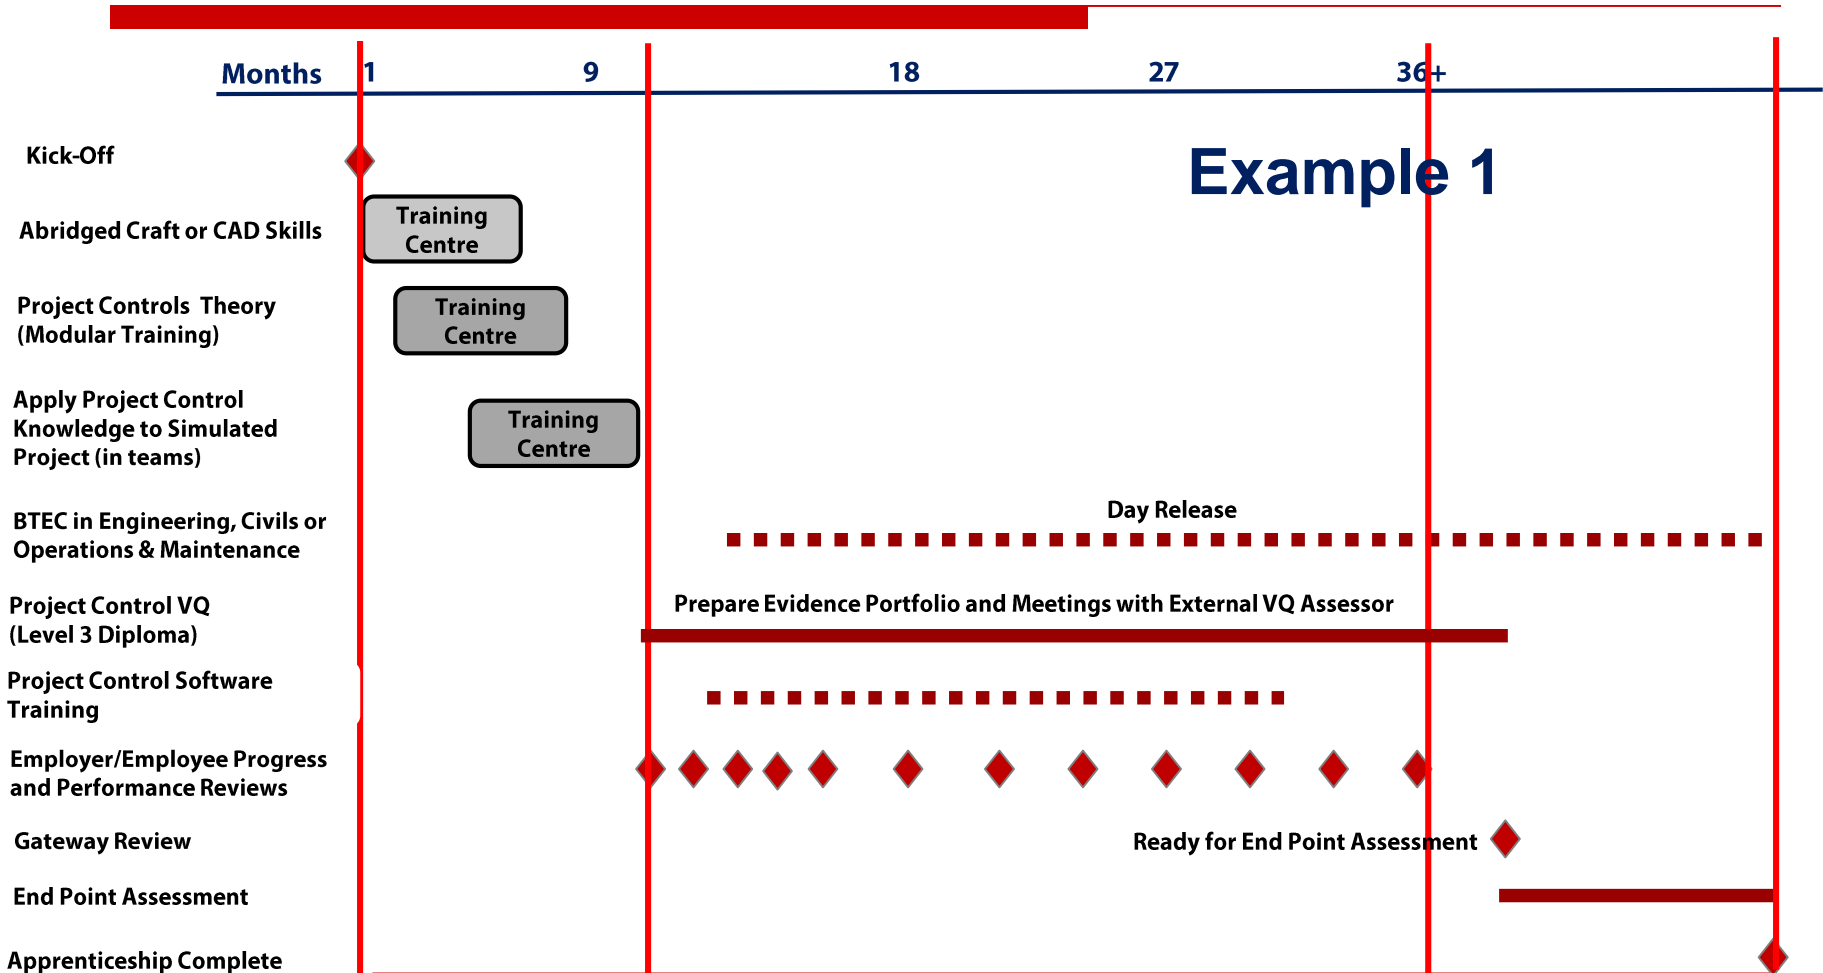 Months 1 9 18 27 36+
Example 1
Kick-Off
Abridged Craft or CAD Skills
Training
Centre
Project Controls Theory
(Modular Training)
Training
Centre
Apply Project Control
Knowledge to Simulated
Project (in teams)
Training
Centre
BTEC in Engineering, Civils or
Operations & Maintenance
Day Release
Project Control VQ
(Level 3 Diploma)
Prepare Evidence Portfolio and Meetings with External VQ Assessor
Project Control Software
Training
Employer/Employee Progress
and Performance Reviews
Gateway Review
Ready for End Point Assessment
End Point Assessment
Apprenticeship Complete